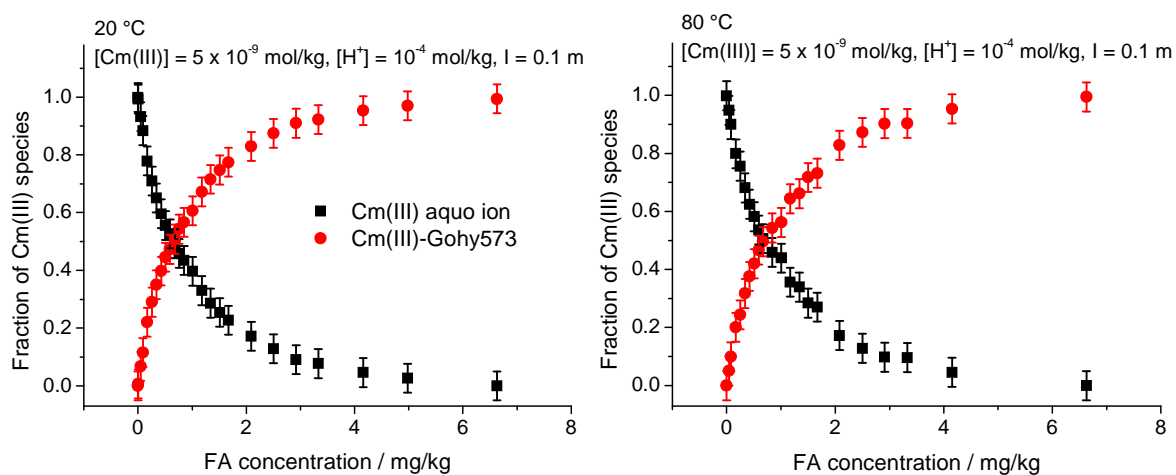 20 °C
[Cm(III)] = 5 x 10⁻⁹ mol/kg, [H⁺] = 10⁻⁴ mol/kg, I = 0.1 m
1.0
0.8
0.6
0.4
0.2
0.0
Fraction of Cm(III) species
Cm(III) aquo ion
Cm(III)-Gohy573
0 2 4 6 8
FA concentration / mg/kg
80 °C
[Cm(III)] = 5 x 10⁻⁹ mol/kg, [H⁺] = 10⁻⁴ mol/kg, I = 0.1 m
1.0
0.8
0.6
0.4
0.2
0.0
Fraction of Cm(III) species
0 2 4 6 8
FA concentration / mg/kg